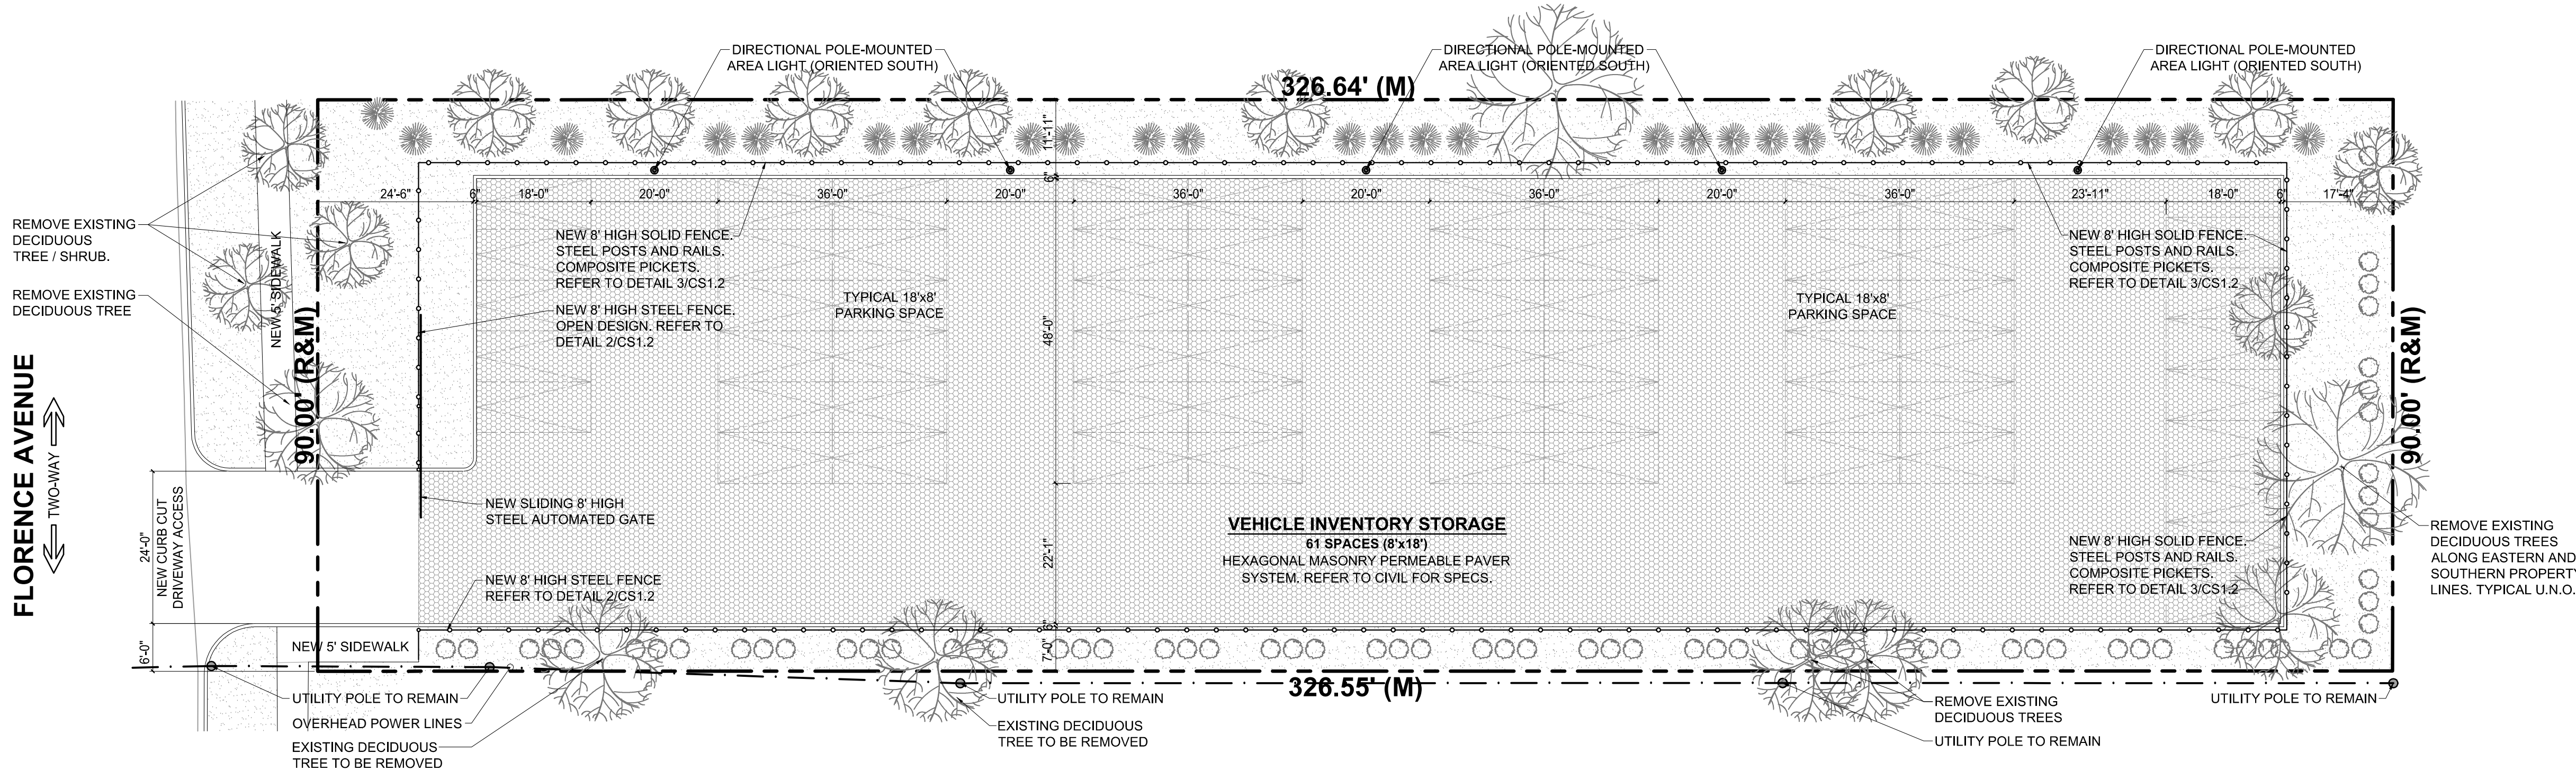 DIRECTIONAL POLE-MOUNTED
AREA LIGHT (ORIENTED SOUTH)
DIRECTIONAL POLE-MOUNTED
AREA LIGHT (ORIENTED SOUTH)
DIRECTIONAL POLE-MOUNTED
AREA LIGHT (ORIENTED SOUTH)
326.64' (M)
11'-11"
6"
24'-6"
6"
18'-0"
20'-0"
36'-0"
20'-0"
36'-0"
20'-0"
36'-0"
20'-0"
36'-0"
23'-11"
18'-0"
6"
17'-4"
REMOVE EXISTING
DECIDUOUS
TREE / SHRUB.
REMOVE EXISTING
DECIDUOUS TREE
NEW 5' SIDEWALK
90.00' (R&M)
FLORENCE AVENUE
TWO-WAY
NEW 8' HIGH SOLID FENCE.
STEEL POSTS AND RAILS.
COMPOSITE PICKETS.
REFER TO DETAIL 3/CS1.2
NEW 8' HIGH STEEL FENCE.
OPEN DESIGN. REFER TO
DETAIL 2/CS1.2
TYPICAL 18'x8'
PARKING SPACE
48'-0"
TYPICAL 18'x8'
PARKING SPACE
NEW 8' HIGH SOLID FENCE.
STEEL POSTS AND RAILS.
COMPOSITE PICKETS.
REFER TO DETAIL 3/CS1.2
90.00' (R&M)
NEW SLIDING 8' HIGH
STEEL AUTOMATED GATE
24'-0"
NEW CURB CUT
DRIVEWAY ACCESS
22'-1"
VEHICLE INVENTORY STORAGE
61 SPACES (8'x18')
HEXAGONAL MASONRY PERMEABLE PAVER
SYSTEM. REFER TO CIVIL FOR SPECS.
NEW 8' HIGH SOLID FENCE.
STEEL POSTS AND RAILS.
COMPOSITE PICKETS.
REFER TO DETAIL 3/CS1.2
REMOVE EXISTING
DECIDUOUS TREES
ALONG EASTERN AND
SOUTHERN PROPERTY
LINES. TYPICAL U.N.O.
NEW 8' HIGH STEEL FENCE
REFER TO DETAIL 2/CS1.2
6'-0"
NEW 5' SIDEWALK
6"
7'-0"
326.55' (M)
UTILITY POLE TO REMAIN
OVERHEAD POWER LINES
EXISTING DECIDUOUS
TREE TO BE REMOVED
UTILITY POLE TO REMAIN
EXISTING DECIDUOUS
TREE TO BE REMOVED
REMOVE EXISTING
DECIDUOUS TREES
UTILITY POLE TO REMAIN
UTILITY POLE TO REMAIN